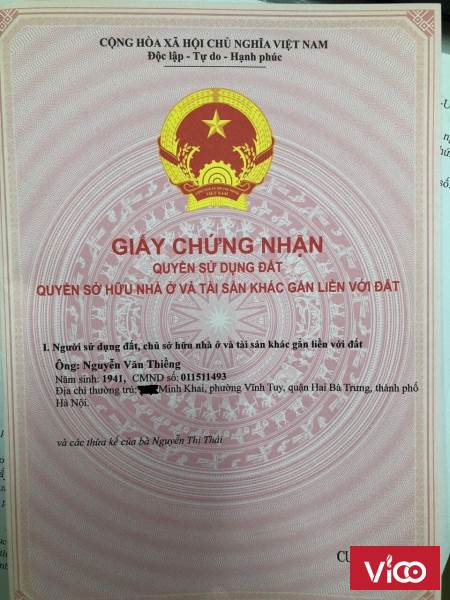 CỘNG HÒA XÃ HỘI CHỦ NGHĨA VIỆT NAM
Độc lập - Tự do - Hạnh phúc
GIẤY CHỨNG NHẬN
QUYỀN SỬ DỤNG ĐẤT
QUYỀN SỞ HỮU NHÀ Ở VÀ TÀI SẢN KHÁC GẮN LIỀN VỚI ĐẤT
I. Người sử dụng đất, chủ sở hữu nhà ở và tài sản khác gắn liền với đất
Ông: Nguyễn Văn Thiềng
Năm sinh: 1941, CMND số: 011511493
Địa chỉ thường trú: Minh Khai, phường Vĩnh Tuy, quận Hai Bà Trưng, thành phố
Hà Nội.
và các thừa kế của bà Nguyễn Thị Thái
CU
VICO